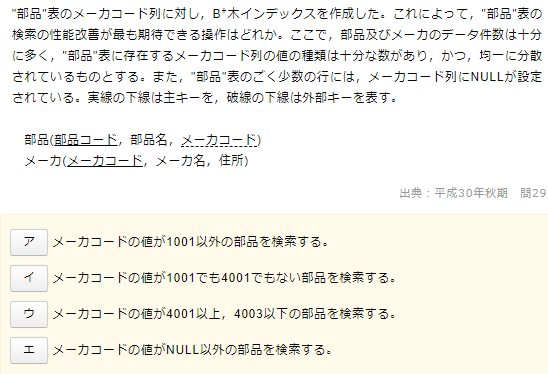 "部品"表のメーカコード列に対し，B⁺木インデックスを作成した。これによって，"部品"表の
検索の性能改善が最も期待できる操作はどれか。ここで，部品及びメーカのデータ件数は十分
に多く，"部品"表に存在するメーカコード列の値の種類は十分な数があり，かつ，均一に分散
されているものとする。また，"部品"表のごく少数の行には，メーカコード列にNULLが設定
されている。実線の下線は主キーを，破線の下線は外部キーを表す。
部品(部品コード，部品名，メーカコード)
メーカ(メーカコード，メーカ名，住所)
出典：平成30年秋期　問29
ア メーカコードの値が1001以外の部品を検索する。
イ メーカコードの値が1001でも4001でもない部品を検索する。
ウ メーカコードの値が4001以上，4003以下の部品を検索する。
エ メーカコードの値がNULL以外の部品を検索する。